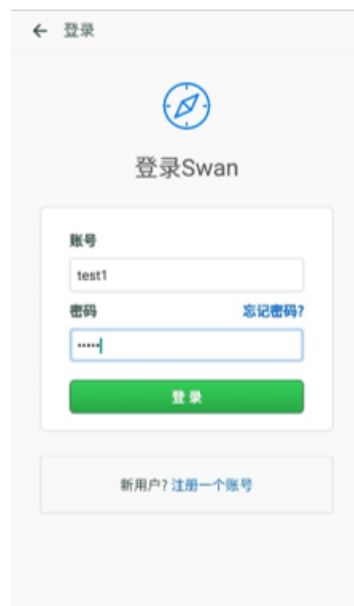 登录
登录Swan
账号
test1
密码 忘记密码?
•••••
登 录
新用户? 注册一个账号